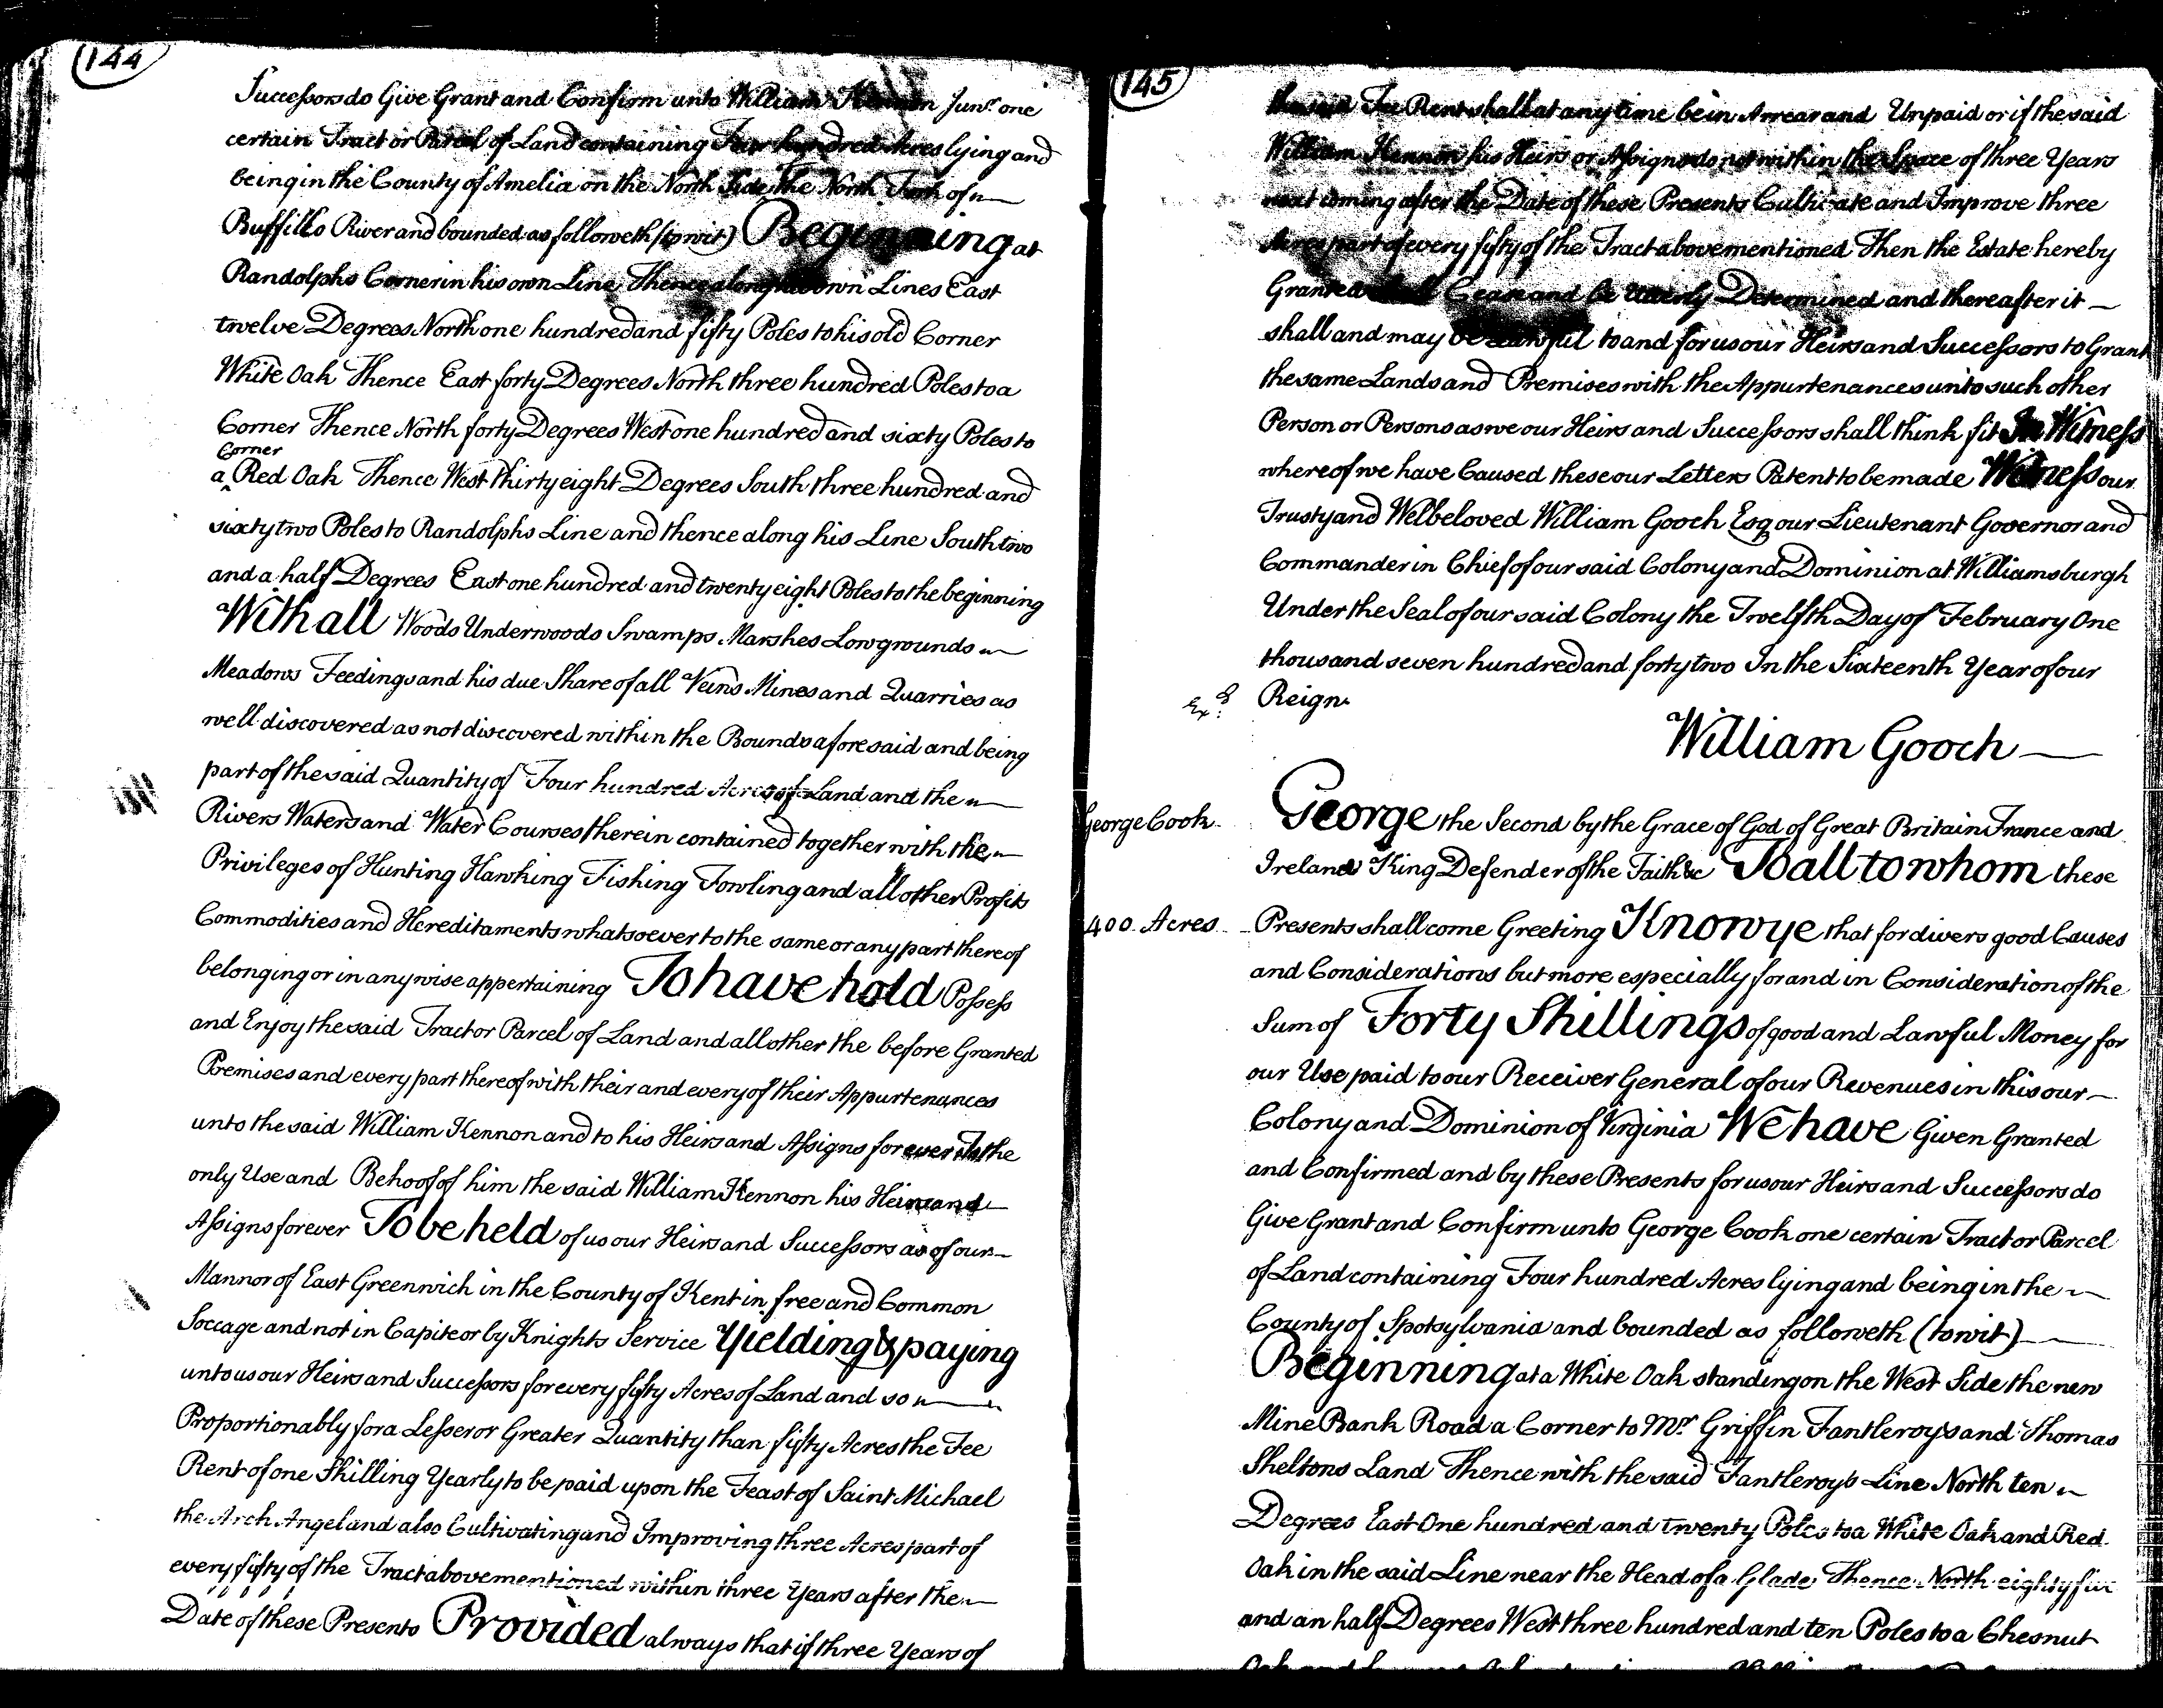 144
Successors do Give Grant and Confirm unto William Kennon Junr. one
certain Tract or Parcel of Land containing Four hundred Acres lying and
being in the County of Amelia on the North Side the North Fork of
Buffillo River and bounded as followeth (to wit) Beginning at
Randolphs Corner in his own Line Thence along his own Lines East
twelve Degrees North one hundred and fifty Poles to his old Corner
White Oak Thence East forty Degrees North three hundred Poles to a
Corner Thence North forty Degrees West one hundred and sixty Poles to
Corner
a Red Oak Thence West thirty eight Degrees South three hundred and
sixty two Poles to Randolphs Line and thence along his Line South two
and a half Degrees East one hundred and twenty eight Poles to the beginning
With all Woods Underwoods Swamps Marshes Lowgrounds
Meadows Feedings and his due Share of all Veins Mines and Quarries as
well discovered as not discovered within the Bounds aforesaid and being
part of the said Quantity of Four hundred Acres of Land and the
Rivers Waters and Water Courses therein contained together with the
Privileges of Hunting Hawking Fishing Fowling and all other Profits
Commodities and Hereditaments whatsoever to the same or any part thereof
belonging or in any wise appertaining To have hold Possess
and Enjoy the said Tract or Parcel of Land and all other the before Granted
Premises and every part thereof with their and every of their Appurtenances
unto the said William Kennon and to his Heirs and Assigns for ever To the
only Use and Behoof of him the said William Kennon his Heirs and
Assigns forever To be held of us our Heirs and Successors as of our
Mannor of East Greenwich in the County of Kent in free and Common
Soccage and not in Capite or by Knights Service Yielding & paying
unto us our Heirs and Successors for every fifty Acres of Land and so
Proportionably for a Lesser or Greater Quantity than fifty Acres the Fee
Rent of one Shilling Yearly to be paid upon the Feast of Saint Michael
the Arch Angel and also Cultivating and Improving three Acres part of
every fifty of the Tract abovementioned within three Years after the
Date of these Presents Provided always that if three Years of
145
the said Fee Rent shall at any time be in Arrear and Unpaid or if the said
William Kennon his Heirs or Assigns do not within the Space of three Years
next coming after the Date of these Presents Cultivate and Improve three
Acres part of every fifty of the Tract abovementioned Then the Estate hereby
Granted shall Cease and be Utterly Determined and thereafter it
shall and may be Lawful to and for us our Heirs and Successors to Grant
the same Lands and Premises with the Appurtenances unto such other
Person or Persons as we our Heirs and Successors shall think fit In Witness
whereof we have Caused these our Letters Patent to be made Witness our
Trusty and Welbeloved William Gooch Esq our Lieutenant Governor and
Commander in Chief of our said Colony and Dominion at Williamsburgh
Under the Seal of our said Colony the Twelfth Day of February One
thousand seven hundred and forty two In the Sixteenth Year of our
Exd. Reign
William Gooch
George Cook
George the Second by the Grace of God of Great Britain France and
Ireland King Defender of the Faith &c To all to whom these
400 Acres
Presents shall come Greeting Know ye that for divers good Causes
and Considerations but more especially for and in Consideration of the
Sum of Forty Shillings of good and Lawful Money for
our Use paid to our Receiver General of our Revenues in this our
Colony and Dominion of Virginia We have Given Granted
and Confirmed and by these Presents for us our Heirs and Successors do
Give Grant and Confirm unto George Cook one certain Tract or Parcel
of Land containing Four hundred Acres lying and being in the
County of Spotsylvania and bounded as followeth (to wit)
Beginning at a White Oak standing on the West Side the new
Mine Bank Road a Corner to Mr. Griffin Fantleroys and Thomas
Sheltons Land Thence with the said Fantleroys Line North ten
Degrees East One hundred and twenty Poles to a White Oak and Red
Oak in the said Line near the Head of a Glade Thence North eighty five
and an half Degrees West three hundred and ten Poles to a Chesnut